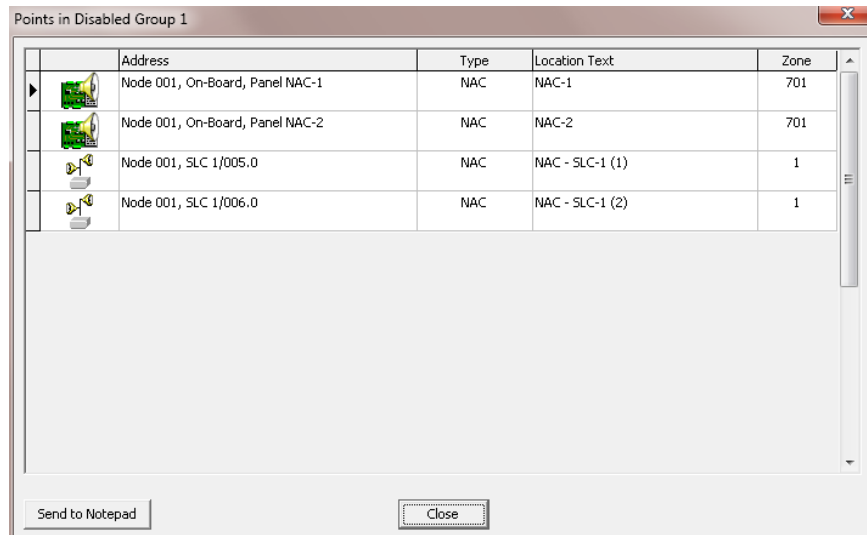 Points in Disabled Group 1
Address Type Location Text Zone
Node 001, On-Board, Panel NAC-1 NAC NAC-1 701
Node 001, On-Board, Panel NAC-2 NAC NAC-2 701
Node 001, SLC 1/005.0 NAC NAC - SLC-1 (1) 1
Node 001, SLC 1/006.0 NAC NAC - SLC-1 (2) 1
Send to Notepad Close